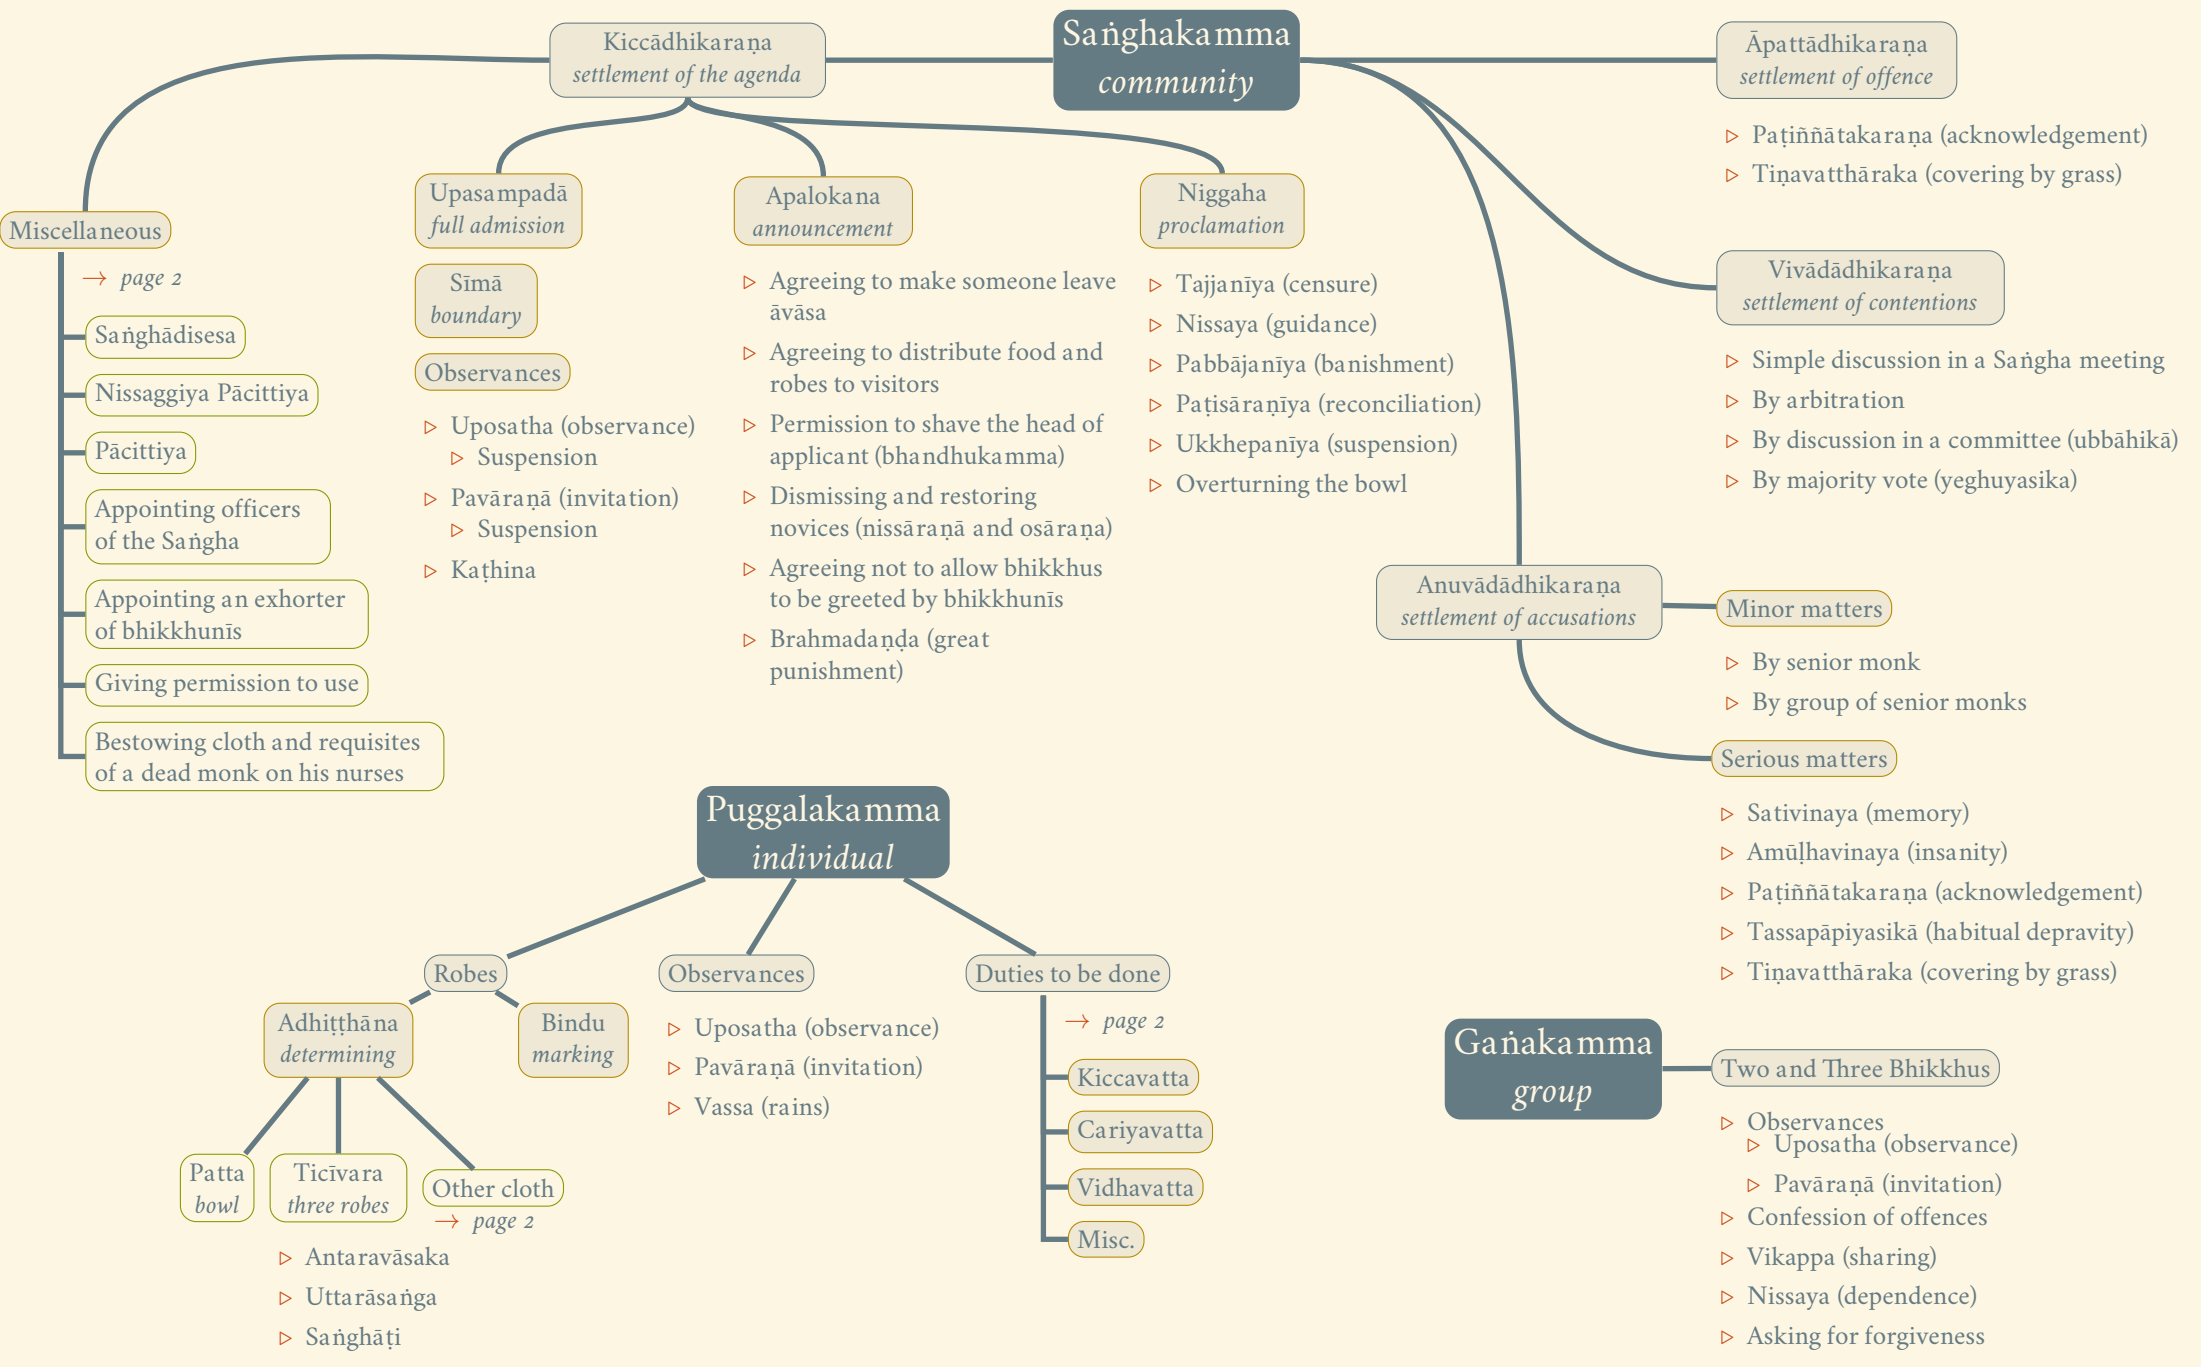 Saṅghakamma
community
Kiccādhikaraṇa
settlement of the agenda
Miscellaneous
→ page 2
Saṅghādisesa
Nissaggiya Pācittiya
Pācittiya
Appointing officers
of the Saṅgha
Appointing an exhorter
of bhikkhunīs
Giving permission to use
Bestowing cloth and requisites
of a dead monk on his nurses
Upasampadā
full admission
Sīmā
boundary
Observances
▹ Uposatha (observance)
▹ Suspension
▹ Pavāraṇā (invitation)
▹ Suspension
▹ Kaṭhina
Apalokana
announcement
▹ Agreeing to make someone leave
āvāsa
▹ Agreeing to distribute food and
robes to visitors
▹ Permission to shave the head of
applicant (bhandhukamma)
▹ Dismissing and restoring
novices (nissāraṇā and osāraṇa)
▹ Agreeing not to allow bhikkhus
to be greeted by bhikkhunīs
▹ Brahmadaṇḍa (great
punishment)
Niggaha
proclamation
▹ Tajjanīya (censure)
▹ Nissaya (guidance)
▹ Pabbājanīya (banishment)
▹ Paṭisāraṇīya (reconciliation)
▹ Ukkhepanīya (suspension)
▹ Overturning the bowl
Āpattādhikaraṇa
settlement of offence
▹ Paṭiññātakaraṇa (acknowledgement)
▹ Tiṇavatthāraka (covering by grass)
Vivādādhikaraṇa
settlement of contentions
▹ Simple discussion in a Saṅgha meeting
▹ By arbitration
▹ By discussion in a committee (ubbāhikā)
▹ By majority vote (yeghuyasika)
Anuvādādhikaraṇa
settlement of accusations
Minor matters
▹ By senior monk
▹ By group of senior monks
Serious matters
▹ Sativinaya (memory)
▹ Amūḷhavinaya (insanity)
▹ Paṭiññātakaraṇa (acknowledgement)
▹ Tassapāpiyasikā (habitual depravity)
▹ Tiṇavatthāraka (covering by grass)
Puggalakamma
individual
Robes
Adhiṭṭhāna
determining
Bindu
marking
Patta
bowl
Ticīvara
three robes
Other cloth
→ page 2
▹ Antaravāsaka
▹ Uttarāsaṅga
▹ Saṅghāṭi
Observances
▹ Uposatha (observance)
▹ Pavāraṇā (invitation)
▹ Vassa (rains)
Duties to be done
→ page 2
Kiccavatta
Cariyavatta
Vidhavatta
Misc.
Gaṅakamma
group
Two and Three Bhikkhus
▹ Observances
▹ Uposatha (observance)
▹ Pavāraṇā (invitation)
▹ Confession of offences
▹ Vikappa (sharing)
▹ Nissaya (dependence)
▹ Asking for forgiveness